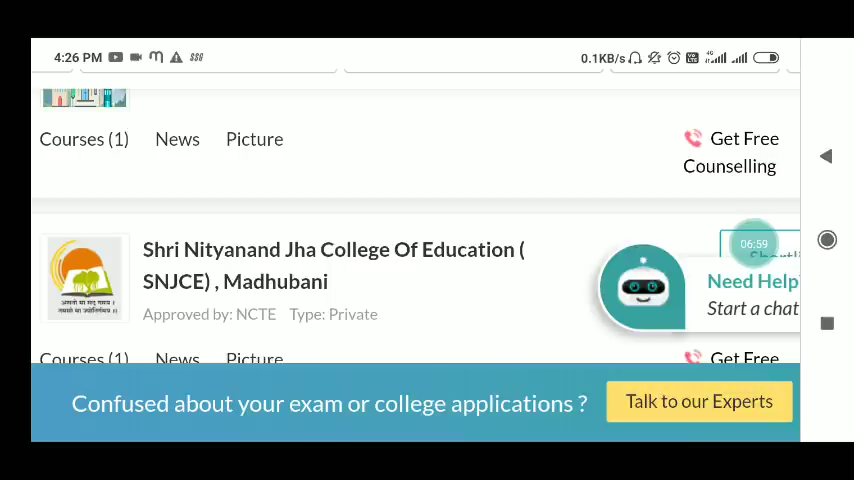 4:26 PM
0.1KB/s
Courses (1) News Picture
Get Free
Counselling
Shri Nityanand Jha College Of Education (
SNJCE) , Madhubani
Approved by: NCTE Type: Private
06:59
Need Help?
Start a chat
Courses (1) News Picture
Get Free
Confused about your exam or college applications ?
Talk to our Experts